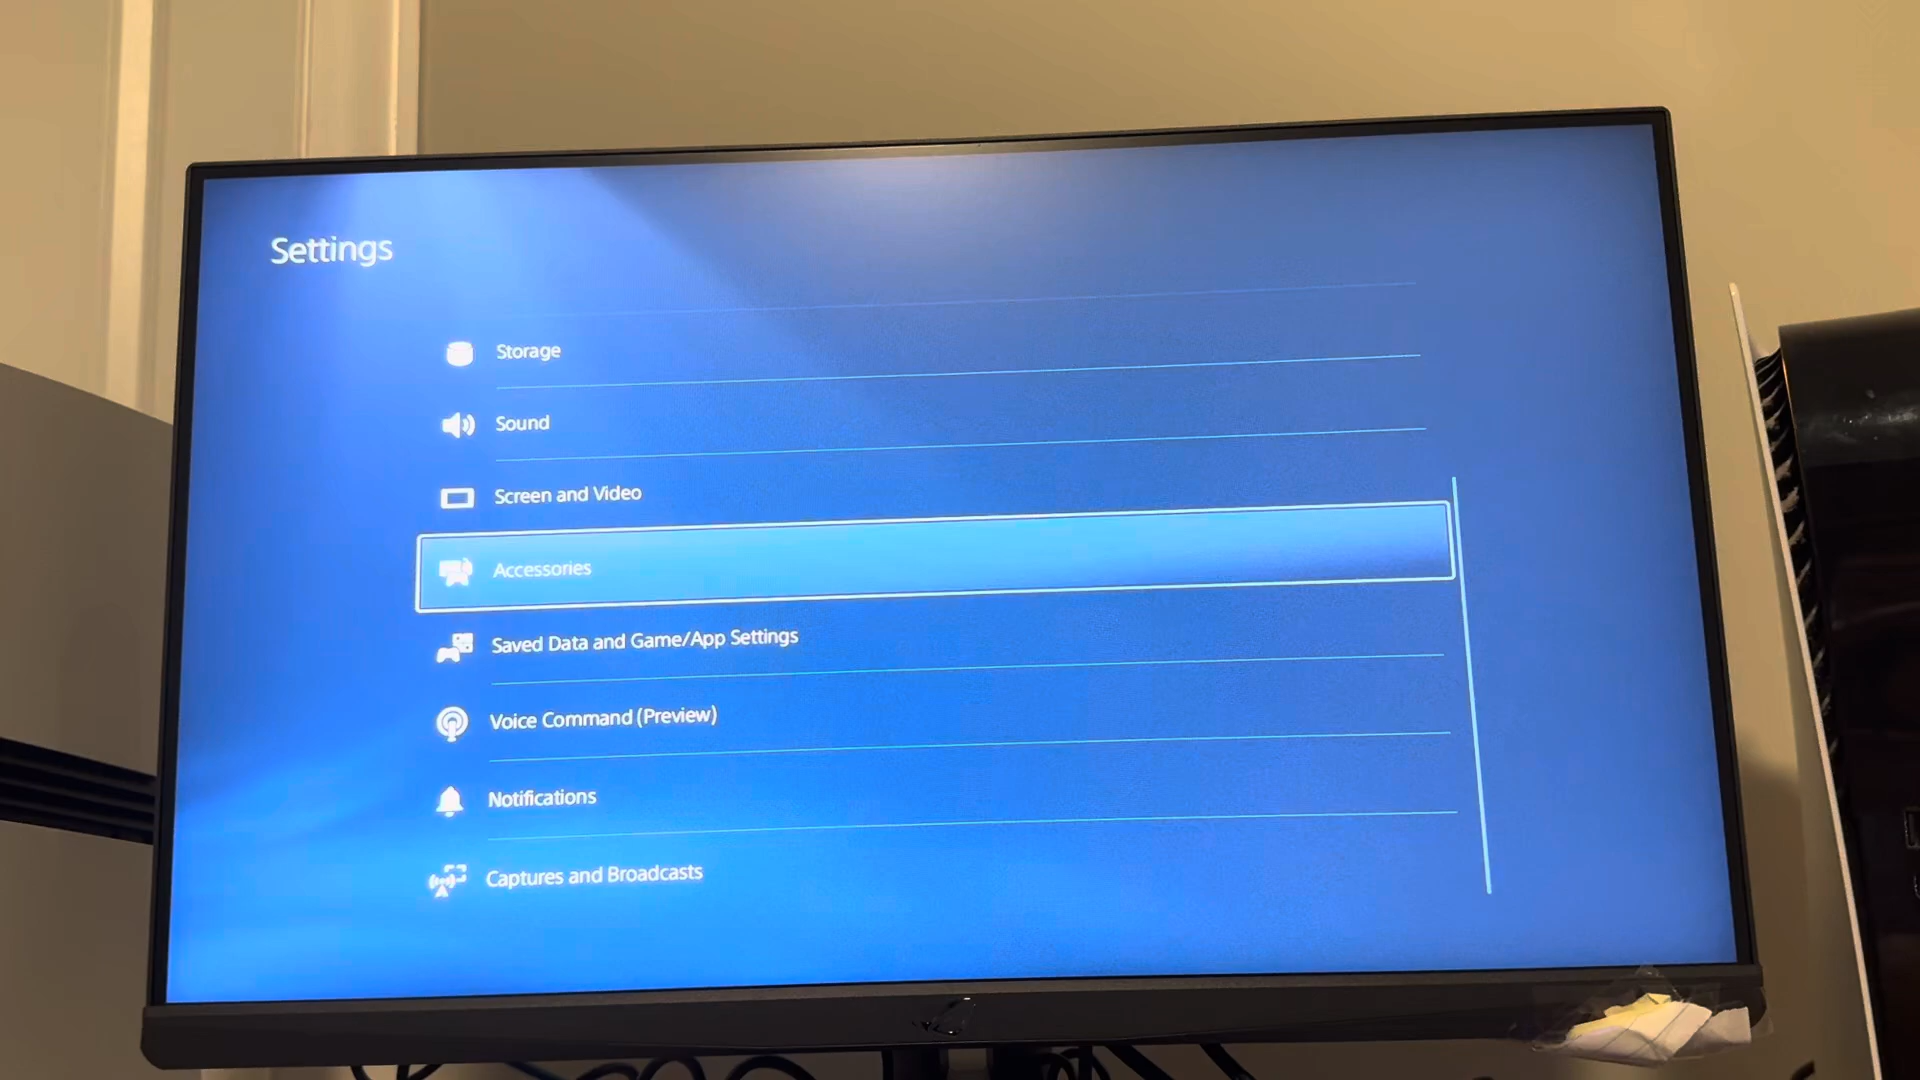 Settings
Storage
Sound
Screen and Video
Accessories
Saved Data and Game/App Settings
Voice Command (Preview)
Notifications
Captures and Broadcasts